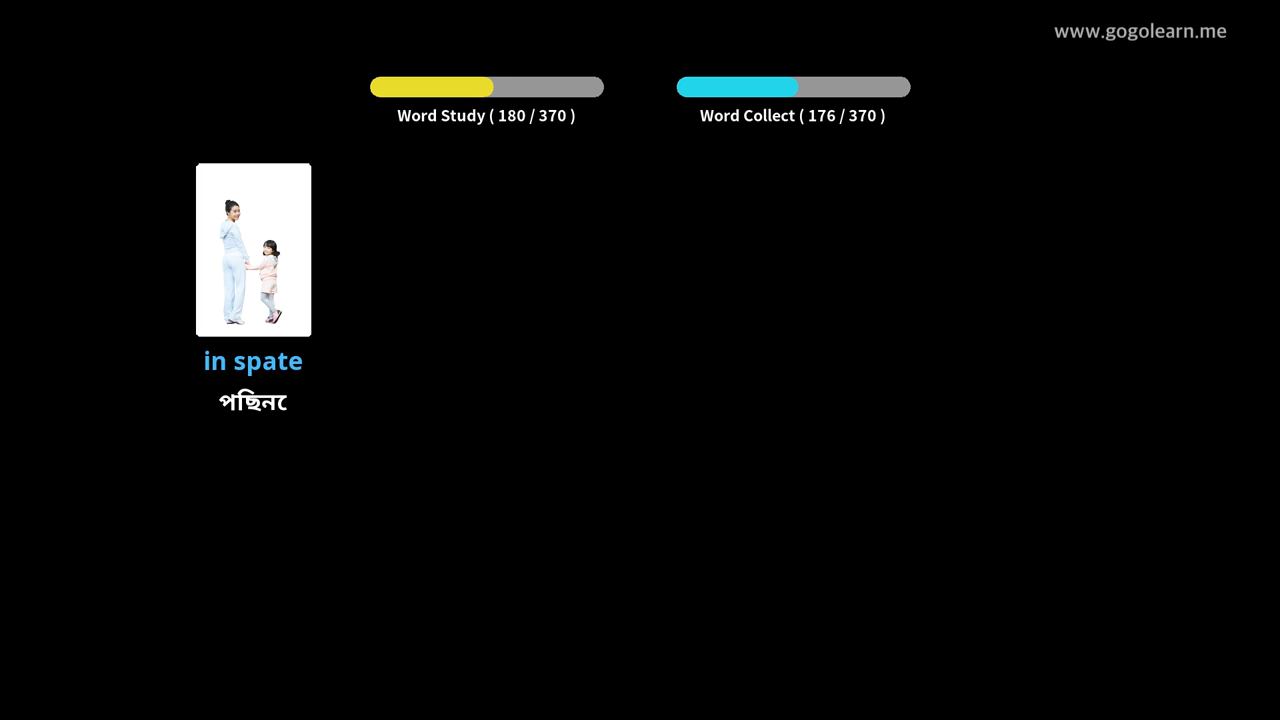 www.gogolearn.me
Word Study ( 180 / 370 )
Word Collect ( 176 / 370 )
in spate
পছিনে